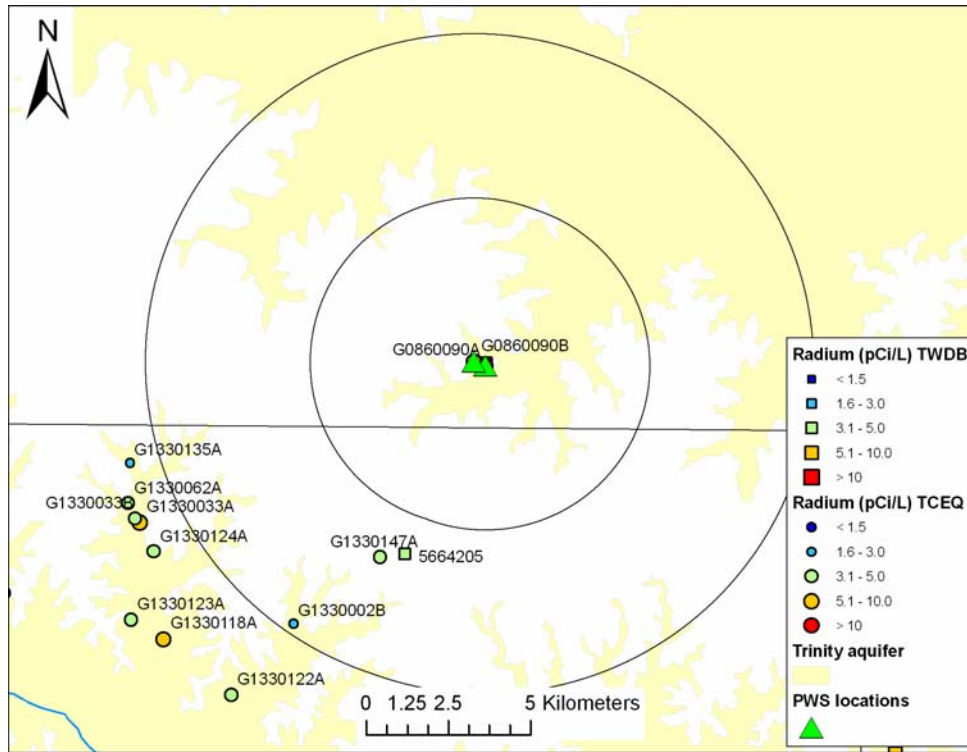 N
G0860090A
G0860090B
G1330135A
G1330062A
G1330033B
G1330033A
G1330124A
G1330147A
5664205
G1330123A
G1330118A
G1330002B
G1330122A
0 1.25 2.5 5 Kilometers
Radium (pCi/L) TWDB
< 1.5
1.6 - 3.0
3.1 - 5.0
5.1 - 10.0
> 10
Radium (pCi/L) TCEQ
< 1.5
1.6 - 3.0
3.1 - 5.0
5.1 - 10.0
> 10
Trinity aquifer
PWS locations